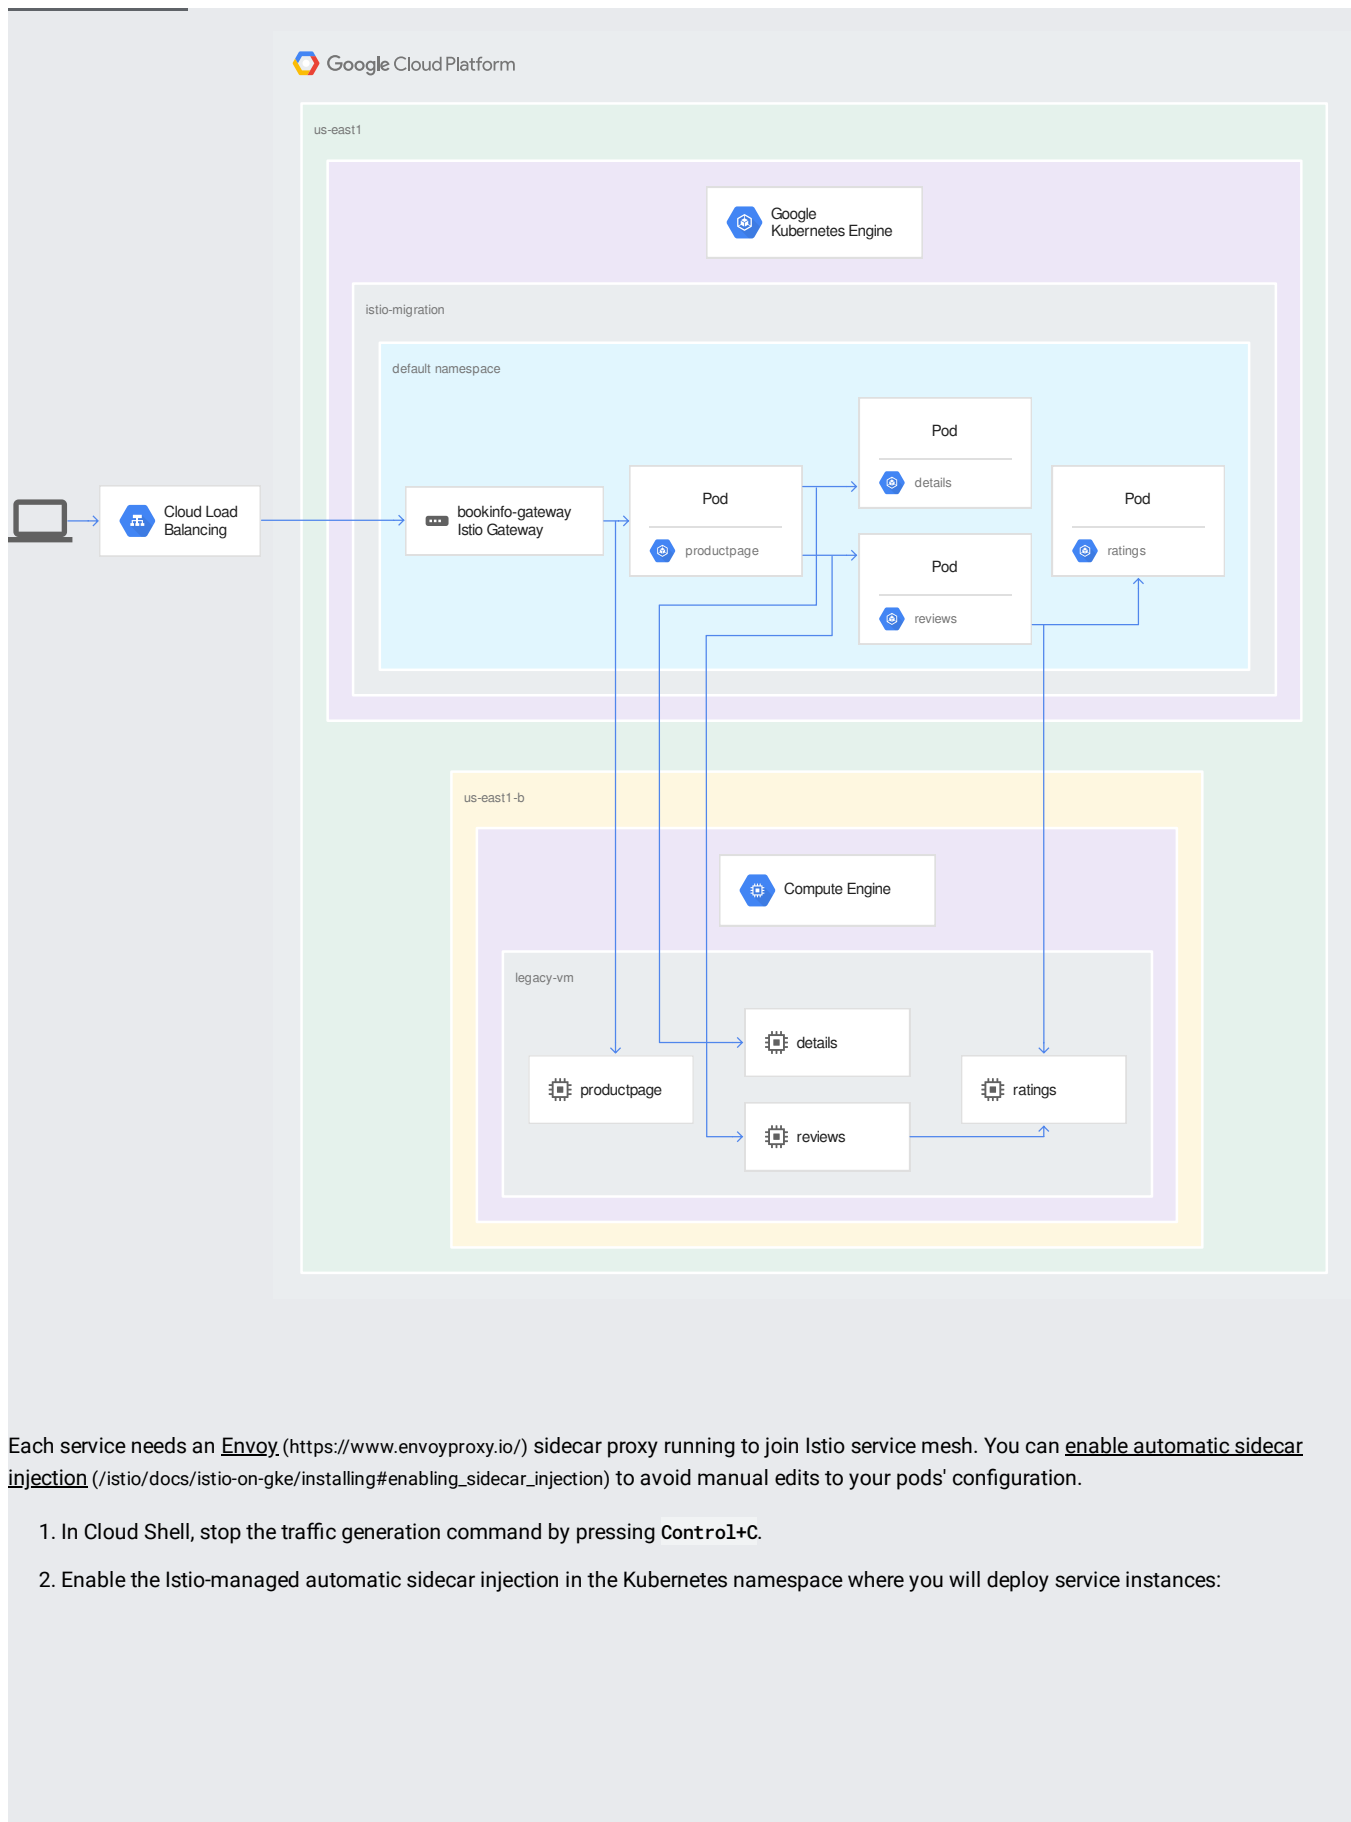 Google Cloud Platform
us-east1
Google
Kubernetes Engine
istio-migration
default namespace
Pod
details
Cloud Load
Balancing
bookinfo-gateway
Istio Gateway
Pod
productpage
Pod
reviews
Pod
ratings
us-east1-b
Compute Engine
legacy-vm
details
productpage
ratings
reviews
Each service needs an Envoy (https://www.envoyproxy.io/) sidecar proxy running to join Istio service mesh. You can enable automatic sidecar
injection (/istio/docs/istio-on-gke/installing#enabling_sidecar_injection) to avoid manual edits to your pods' configuration.
1. In Cloud Shell, stop the traffic generation command by pressing Control+C.
2. Enable the Istio-managed automatic sidecar injection in the Kubernetes namespace where you will deploy service instances: